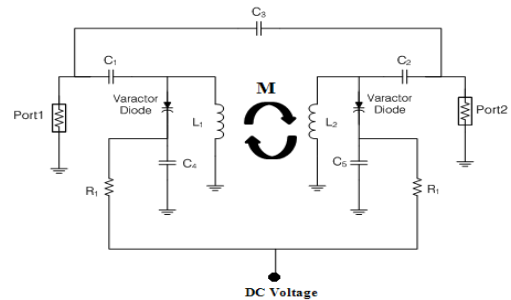 C3
C1
C2
M
Port1
Varactor
Diode
L1
L2
Varactor
Diode
Port2
C4
C5
R1
R1
DC Voltage